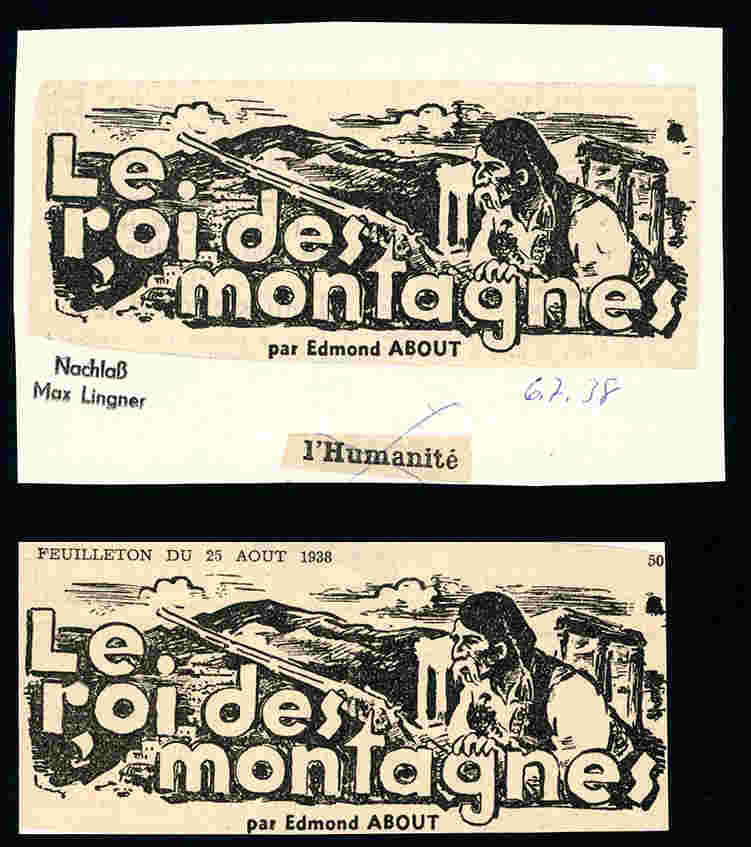 Le
roi des
montagnes
par Edmond ABOUT
Nachlaß
Max Lingner
6.7.38
l'Humanité
FEUILLETON DU 25 AOUT 1938
50
Le
roi des
montagnes
par Edmond ABOUT